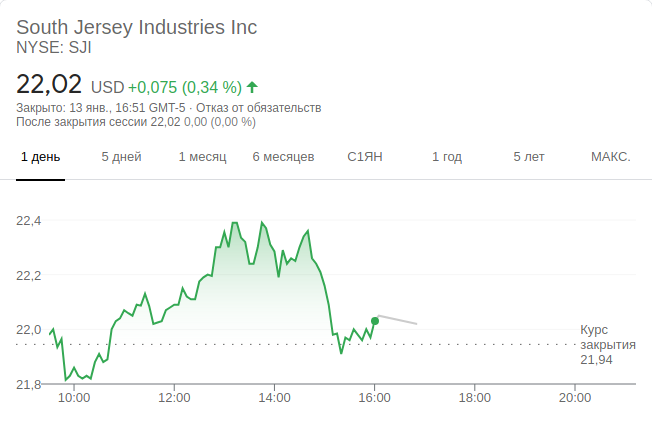 South Jersey Industries Inc
NYSE: SJI
22,02 USD +0,075 (0,34 %)
Закрыто: 13 янв., 16:51 GMT-5 · Отказ от обязательств
После закрытия сессии 22,02 0,00 (0,00 %)
1 день 5 дней 1 месяц 6 месяцев С1ЯН 1 год 5 лет МАКС.
22,4
22,2
22,0
Курс
закрытия
21,94
21,8
10:00 12:00 14:00 16:00 18:00 20:00